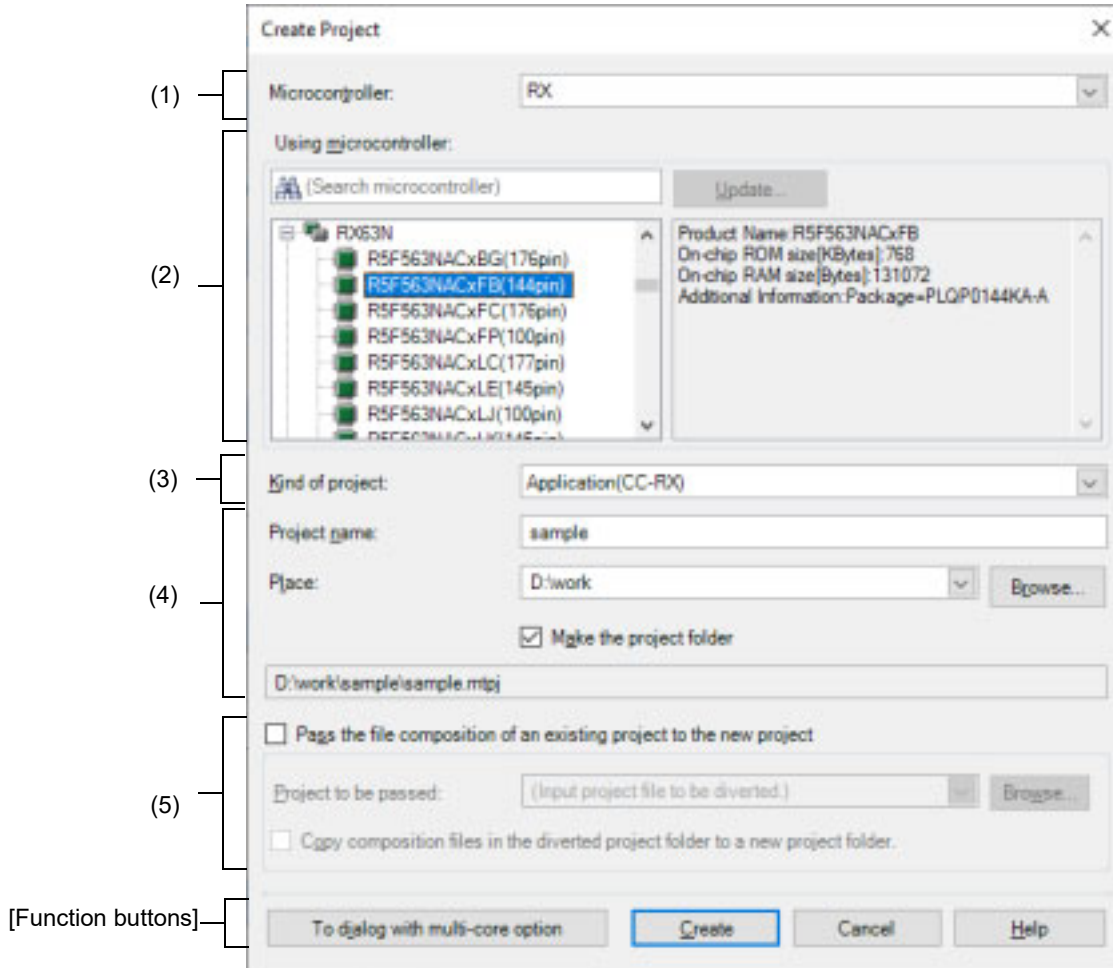 Create Project
(1)
Microcontroller:
RX
Using microcontroller:
(Search microcontroller)
Update...
(2)
RX63N
R5F563NACxBG(176pin)
R5F563NACxFB(144pin)
R5F563NACxFC(176pin)
R5F563NACxFP(100pin)
R5F563NACxLC(177pin)
R5F563NACxLE(145pin)
R5F563NACxLJ(100pin)
Product Name:R5F563NACxFB
On-chip ROM size[KBytes]:768
On-chip RAM size[Bytes]:131072
Additional Information:Package=PLQP0144KA-A
(3)
Kind of project:
Application(CC-RX)
Project name:
sample
(4)
Place:
D:\work
Browse...
Make the project folder
D:\work\sample\sample.mtpj
Pass the file composition of an existing project to the new project
(5)
Project to be passed:
(Input project file to be diverted.)
Browse...
Copy composition files in the diverted project folder to a new project folder.
[Function buttons]
To dialog with multi-core option
Create
Cancel
Help